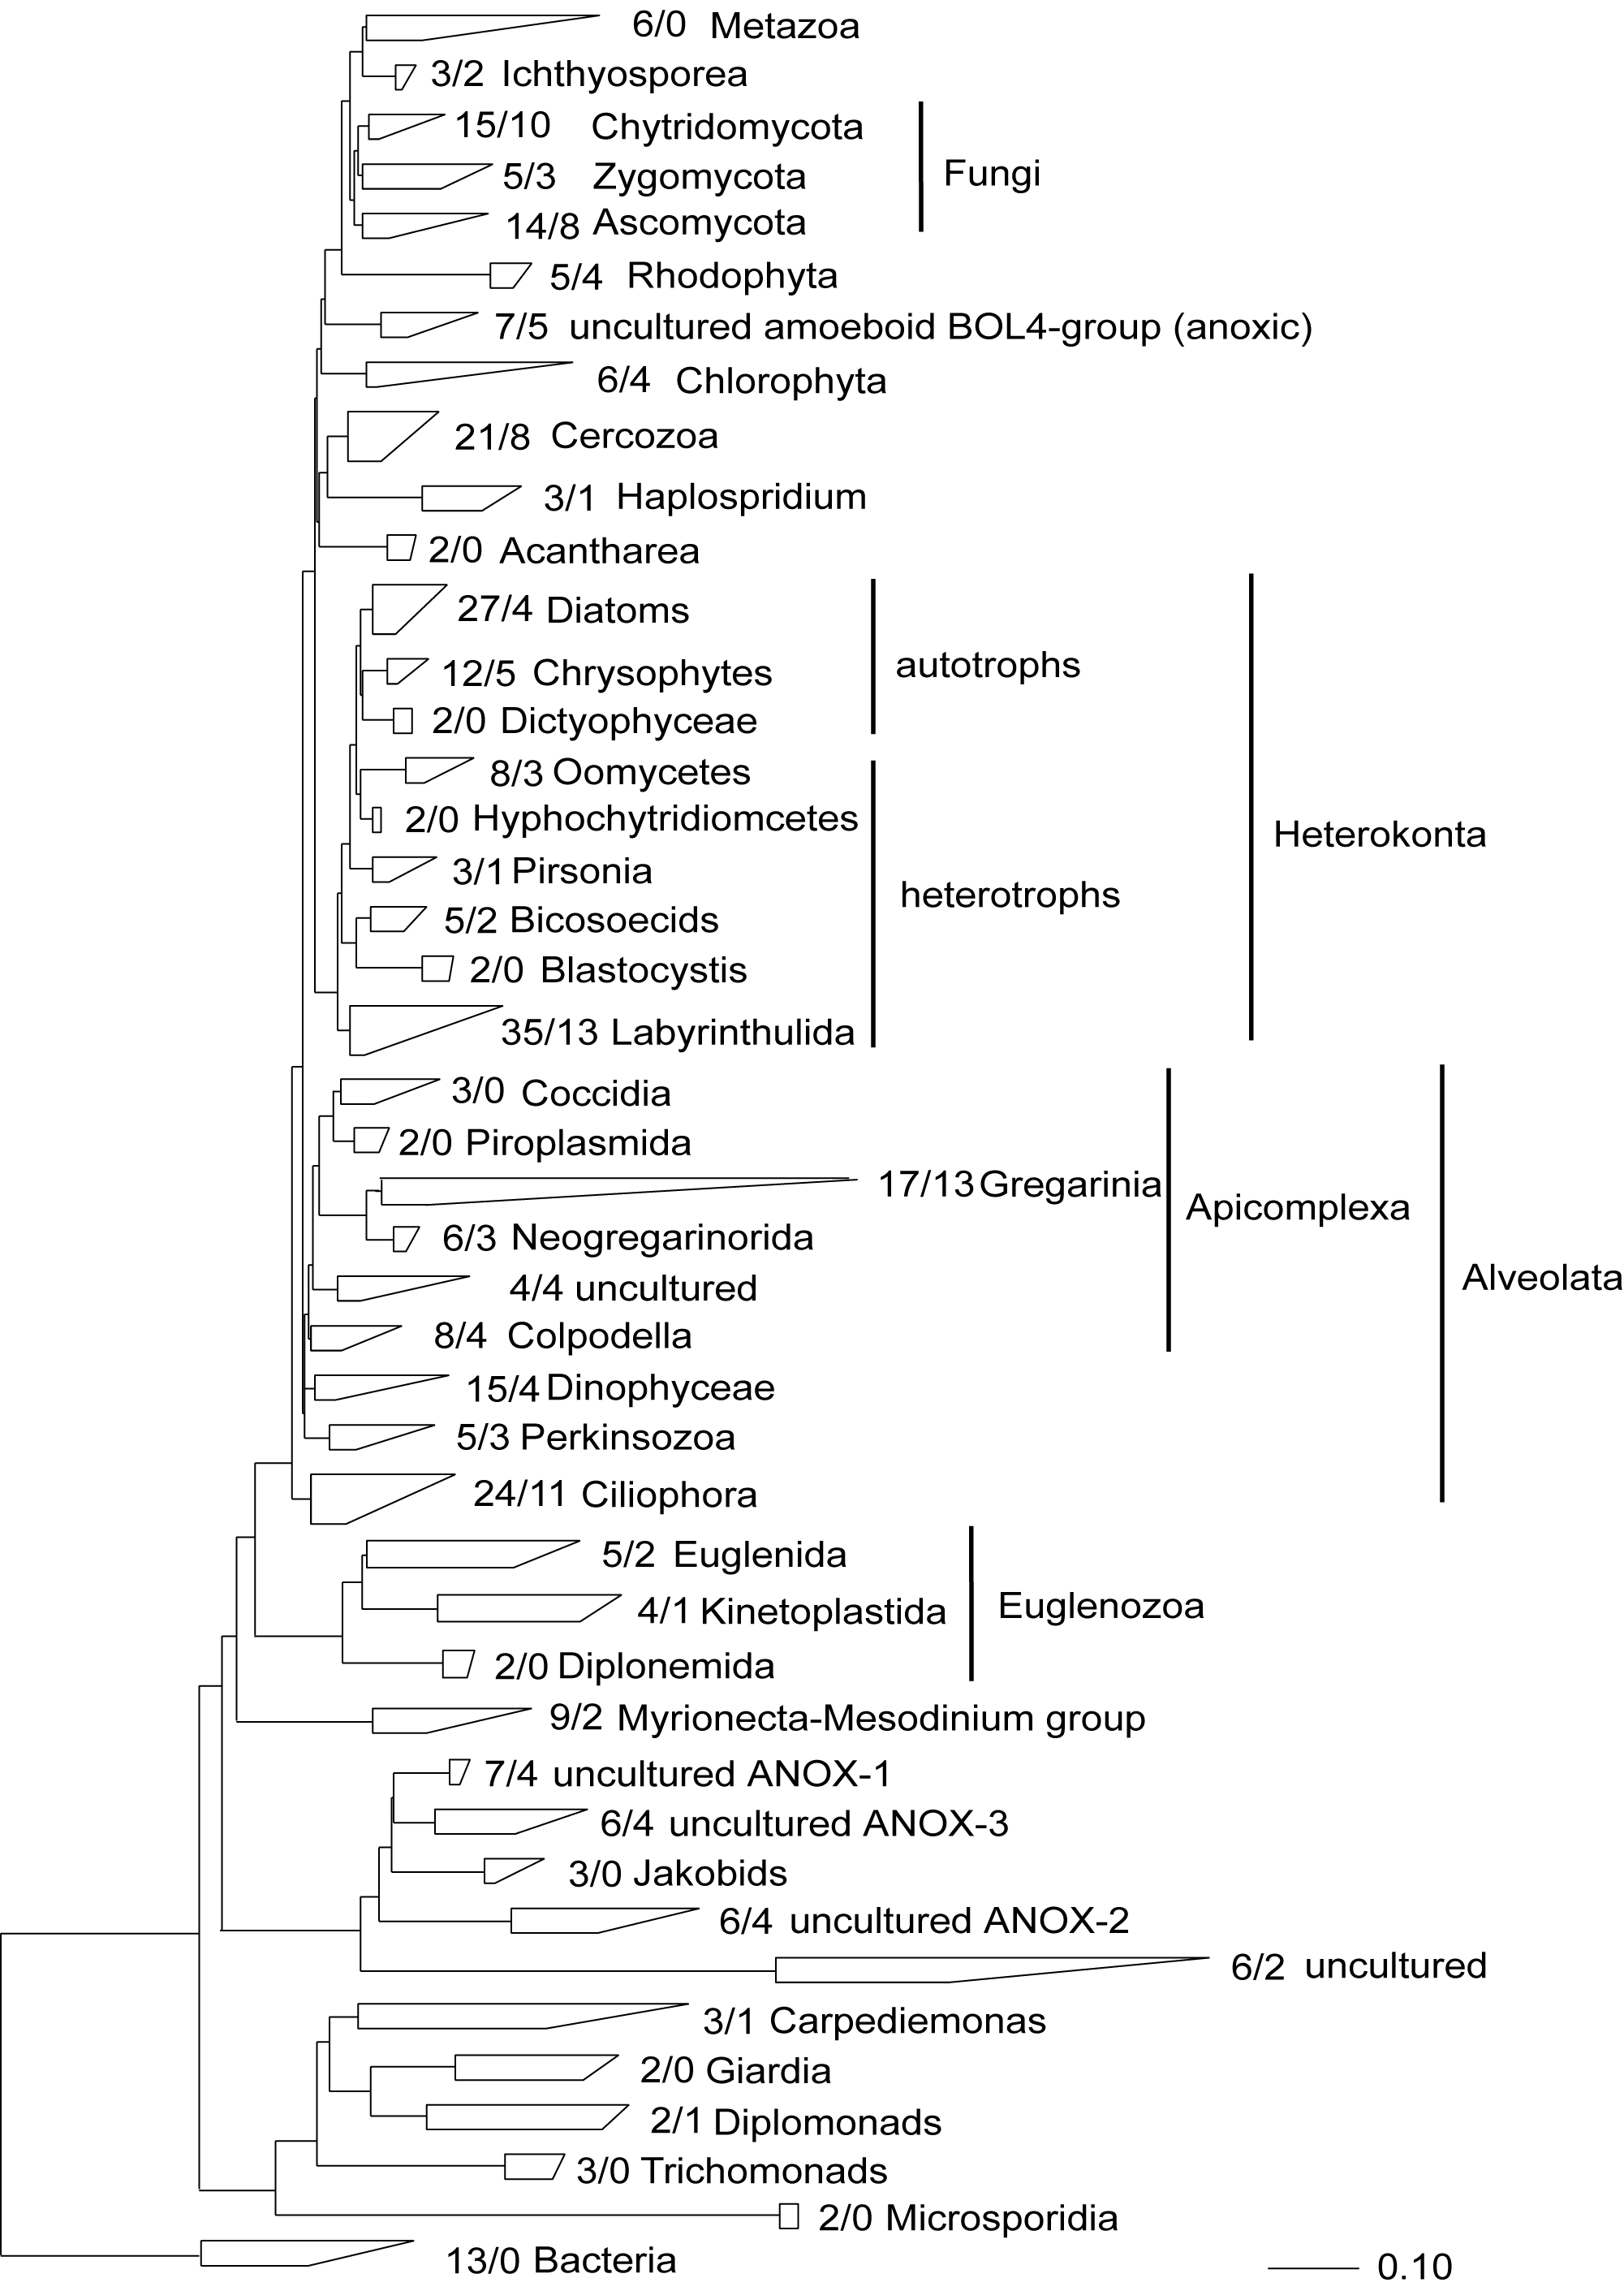 6/0 Metazoa
3/2 Ichthyosporea
15/10 Chytridomycota
5/3 Zygomycota
Fungi
14/8 Ascomycota
5/4 Rhodophyta
7/5 uncultured amoeboid BOL4-group (anoxic)
6/4 Chlorophyta
21/8 Cercozoa
3/1 Haplospridium
2/0 Acantharea
27/4 Diatoms
autotrophs
12/5 Chrysophytes
2/0 Dictyophyceae
8/3 Oomycetes
2/0 Hyphochytridiomcetes
Heterokonta
3/1 Pirsonia
heterotrophs
5/2 Bicosoecids
2/0 Blastocystis
35/13 Labyrinthulida
3/0 Coccidia
2/0 Piroplasmida
17/13 Gregarinia
Apicomplexa
6/3 Neogregarinorida
Alveolata
4/4 uncultured
8/4 Colpodella
15/4 Dinophyceae
5/3 Perkinsozoa
24/11 Ciliophora
5/2 Euglenida
4/1 Kinetoplastida
Euglenozoa
2/0 Diplonemida
9/2 Myrionecta-Mesodinium group
7/4 uncultured ANOX-1
6/4 uncultured ANOX-3
3/0 Jakobids
6/4 uncultured ANOX-2
6/2 uncultured
3/1 Carpediemonas
2/0 Giardia
2/1 Diplomonads
3/0 Trichomonads
2/0 Microsporidia
13/0 Bacteria
0.10